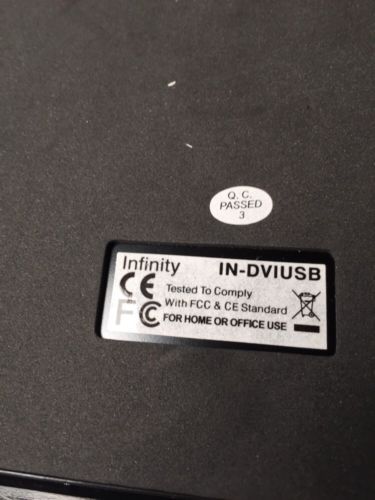 Q. C.
PASSED
3
Infinity IN-DVIUSB
CE Tested To Comply
With FCC & CE Standard
FC FOR HOME OR OFFICE USE